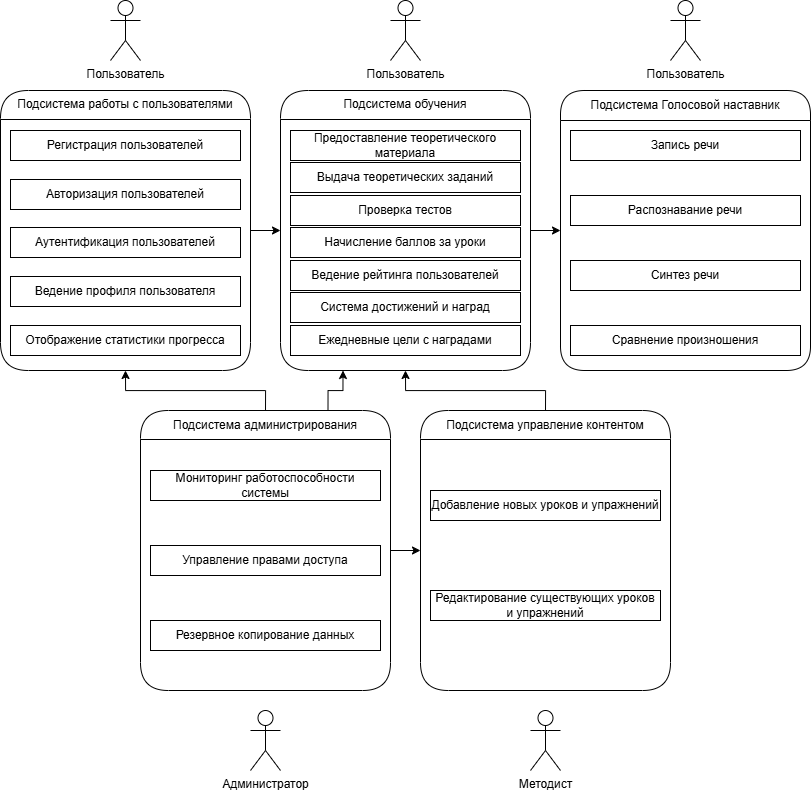 Пользователь
Пользователь
Пользователь
Подсистема работы с пользователями
Регистрация пользователей
Авторизация пользователей
Аутентификация пользователей
Ведение профиля пользователя
Отображение статистики прогресса
Подсистема обучения
Предоставление теоретического
материала
Выдача теоретических заданий
Проверка тестов
Начисление баллов за уроки
Ведение рейтинга пользователей
Система достижений и наград
Ежедневные цели с наградами
Подсистема Голосовой наставник
Запись речи
Распознавание речи
Синтез речи
Сравнение произношения
Подсистема администрирования
Мониторинг работоспособности
системы
Управление правами доступа
Резервное копирование данных
Подсистема управление контентом
Добавление новых уроков и упражнений
Редактирование существующих уроков
и упражнений
Администратор
Методист